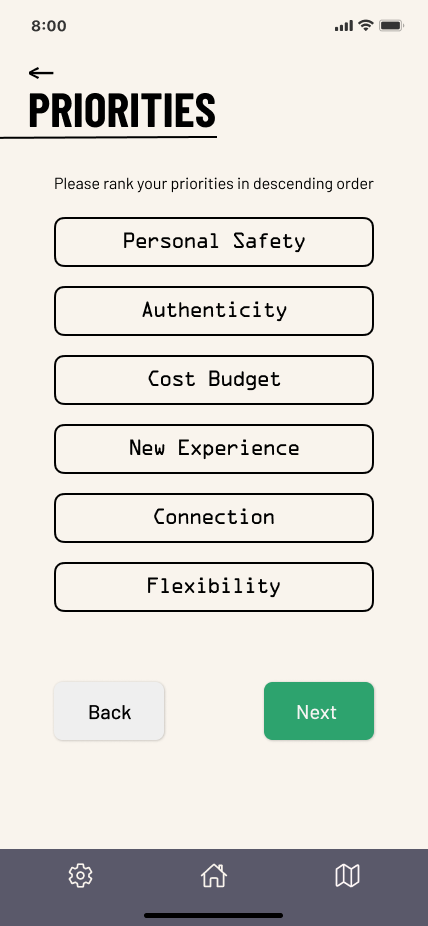 8:00
PRIORITIES
Please rank your priorities in descending order
Personal Safety
Authenticity
Cost Budget
New Experience
Connection
Flexibility
Back
Next